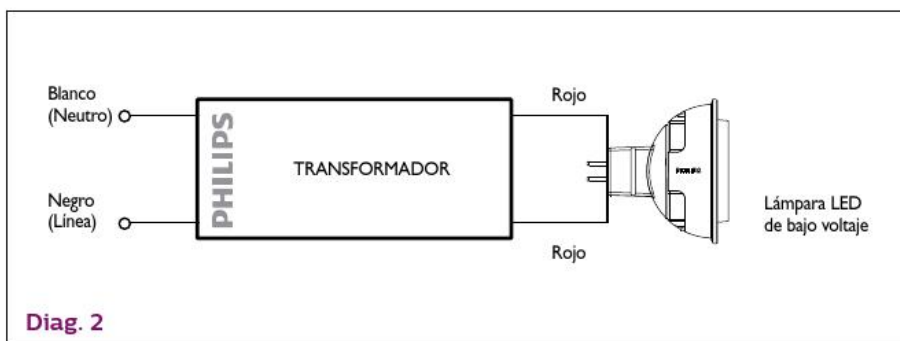 Blanco
(Neutro)
Rojo
PHILIPS
TRANSFORMADOR
Negro
(Línea)
Lámpara LED
de bajo voltaje
Rojo
Diag. 2